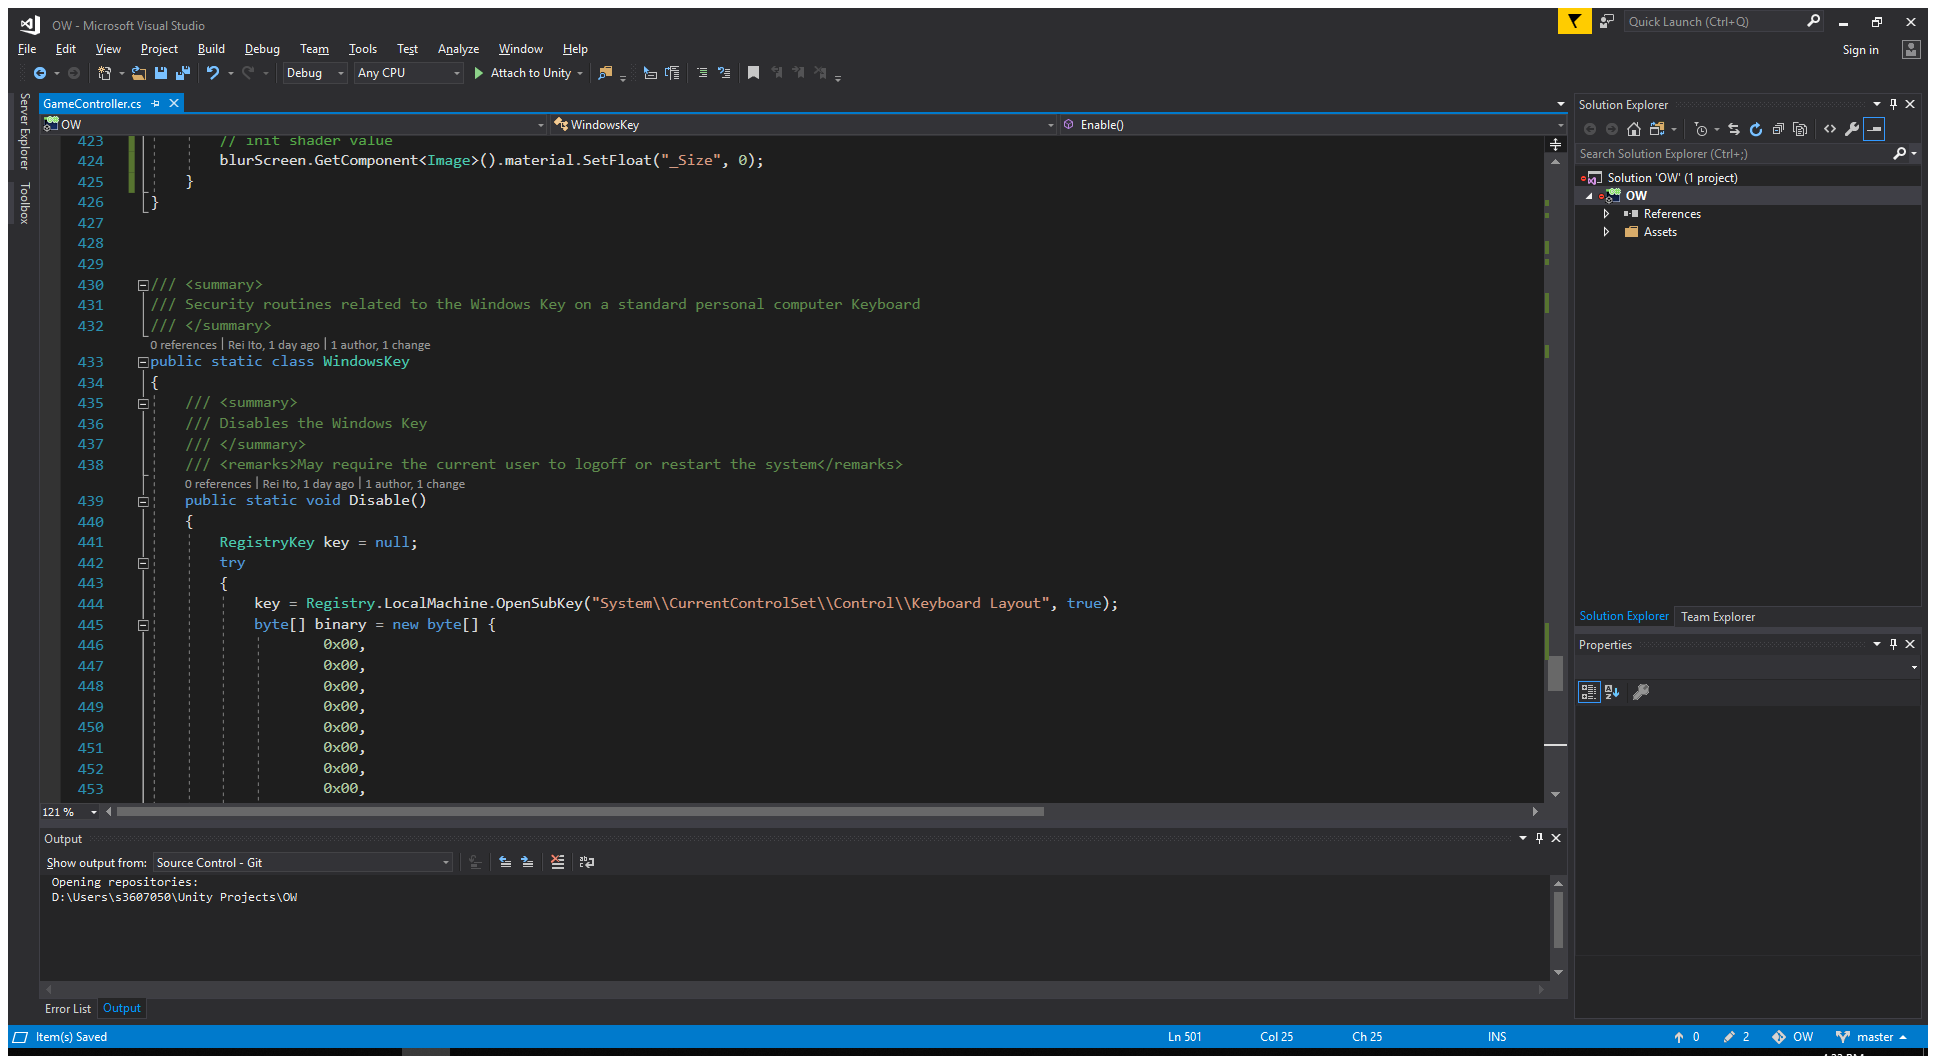 OW - Microsoft Visual Studio
Quick Launch (Ctrl+Q)
File Edit View Project Build Debug Team Tools Test Analyze Window Help
Sign in
Debug Any CPU Attach to Unity
Server Explorer
Toolbox
GameController.cs
OW WindowsKey Enable()
423 // init shader value
424 blurScreen.GetComponent<Image>().material.SetFloat("_Size", 0);
425 }
426 }
427
428
429
430 /// <summary>
431 /// Security routines related to the Windows Key on a standard personal computer Keyboard
432 /// </summary>
0 references | Rei Ito, 1 day ago | 1 author, 1 change
433 public static class WindowsKey
434 {
435 /// <summary>
436 /// Disables the Windows Key
437 /// </summary>
438 /// <remarks>May require the current user to logoff or restart the system</remarks>
0 references | Rei Ito, 1 day ago | 1 author, 1 change
439 public static void Disable()
440 {
441 RegistryKey key = null;
442 try
443 {
444 key = Registry.LocalMachine.OpenSubKey("System\\CurrentControlSet\\Control\\Keyboard Layout", true);
445 byte[] binary = new byte[] {
446 0x00,
447 0x00,
448 0x00,
449 0x00,
450 0x00,
451 0x00,
452 0x00,
453 0x00,
121 %
Output
Show output from: Source Control - Git
Opening repositories:
D:\Users\s3607050\Unity Projects\OW
Error List Output
Solution Explorer
Search Solution Explorer (Ctrl+;)
Solution 'OW' (1 project)
OW
References
Assets
Solution Explorer Team Explorer
Properties
Item(s) Saved Ln 501 Col 25 Ch 25 INS 0 2 OW master